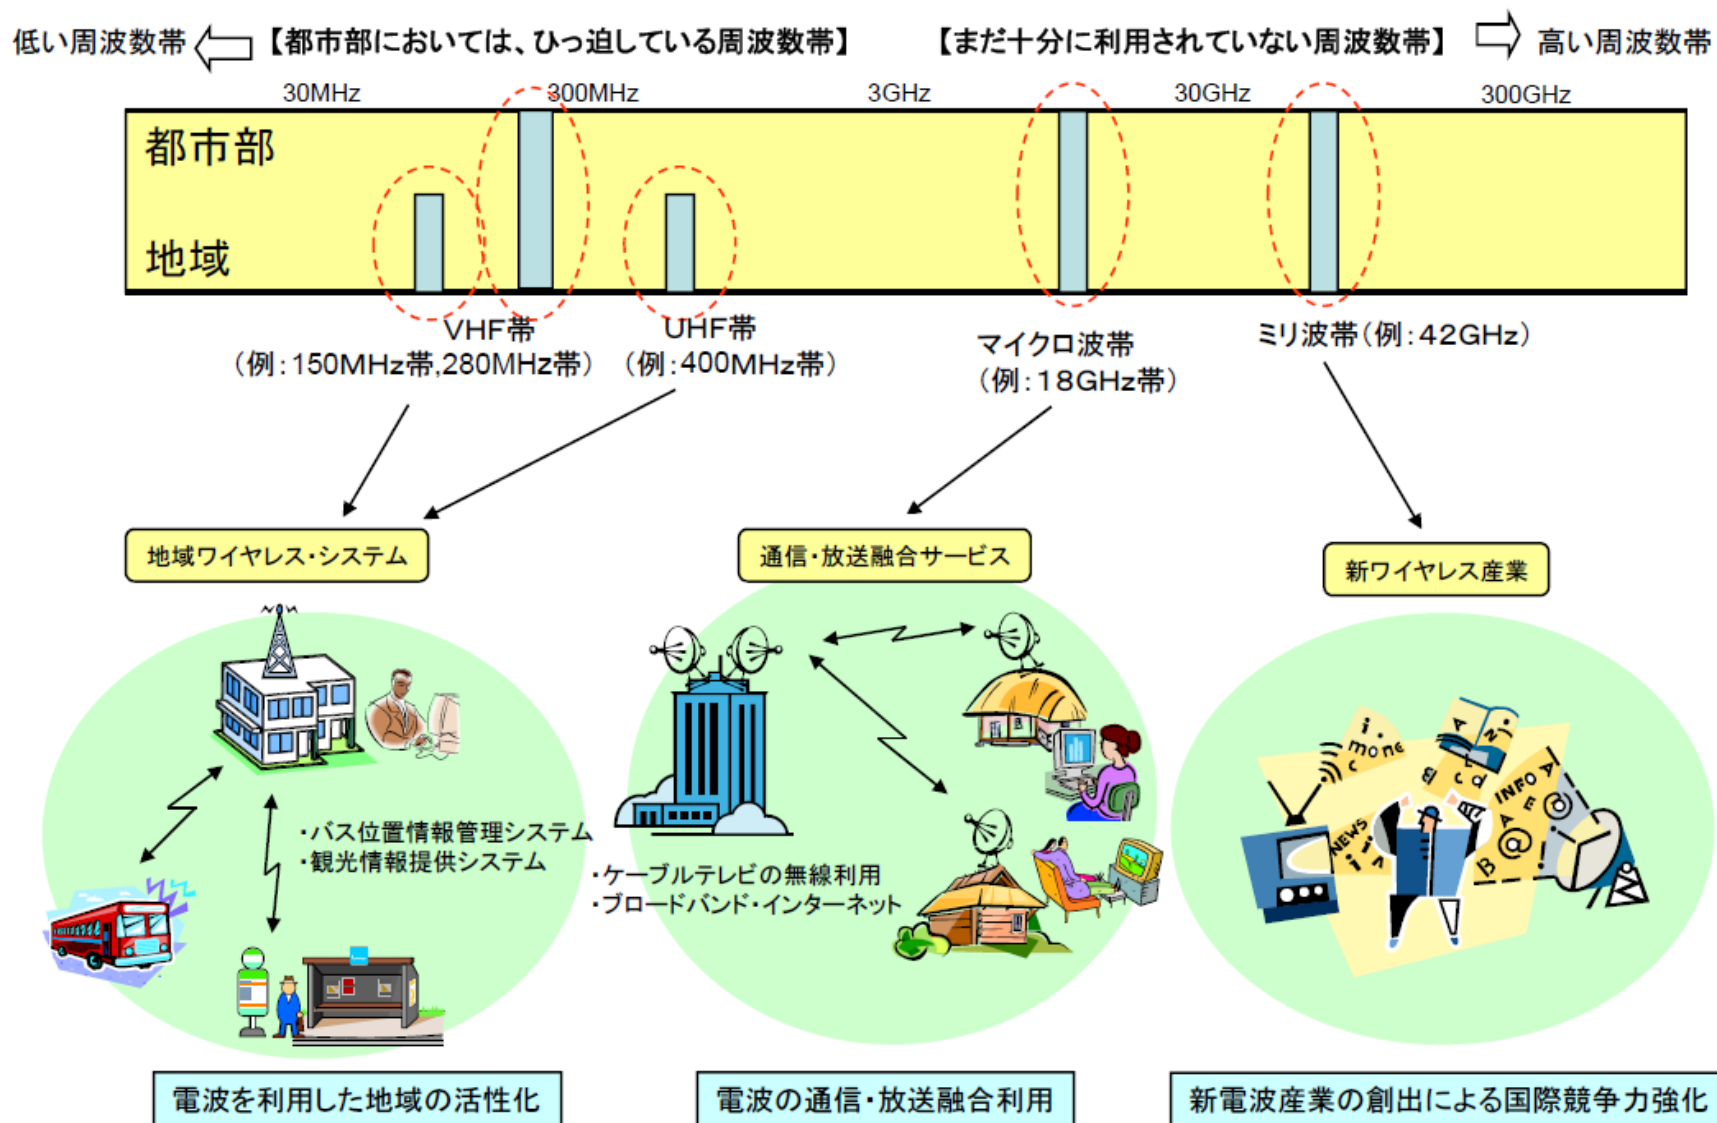 低い周波数帯 【都市部においては、ひっ迫している周波数帯】 【まだ十分に利用されていない周波数帯】 高い周波数帯
30MHz 300MHz 3GHz 30GHz 300GHz
都市部
地域
VHF帯
(例:150MHz帯,280MHz帯)
UHF帯
(例:400MHz帯)
マイクロ波帯
(例:18GHz帯)
ミリ波帯(例:42GHz)
地域ワイヤレス・システム
通信・放送融合サービス
新ワイヤレス産業
・バス位置情報管理システム
・観光情報提供システム
・ケーブルテレビの無線利用
・ブロードバンド・インターネット
NEWS
INFO
電波を利用した地域の活性化
電波の通信・放送融合利用
新電波産業の創出による国際競争力強化